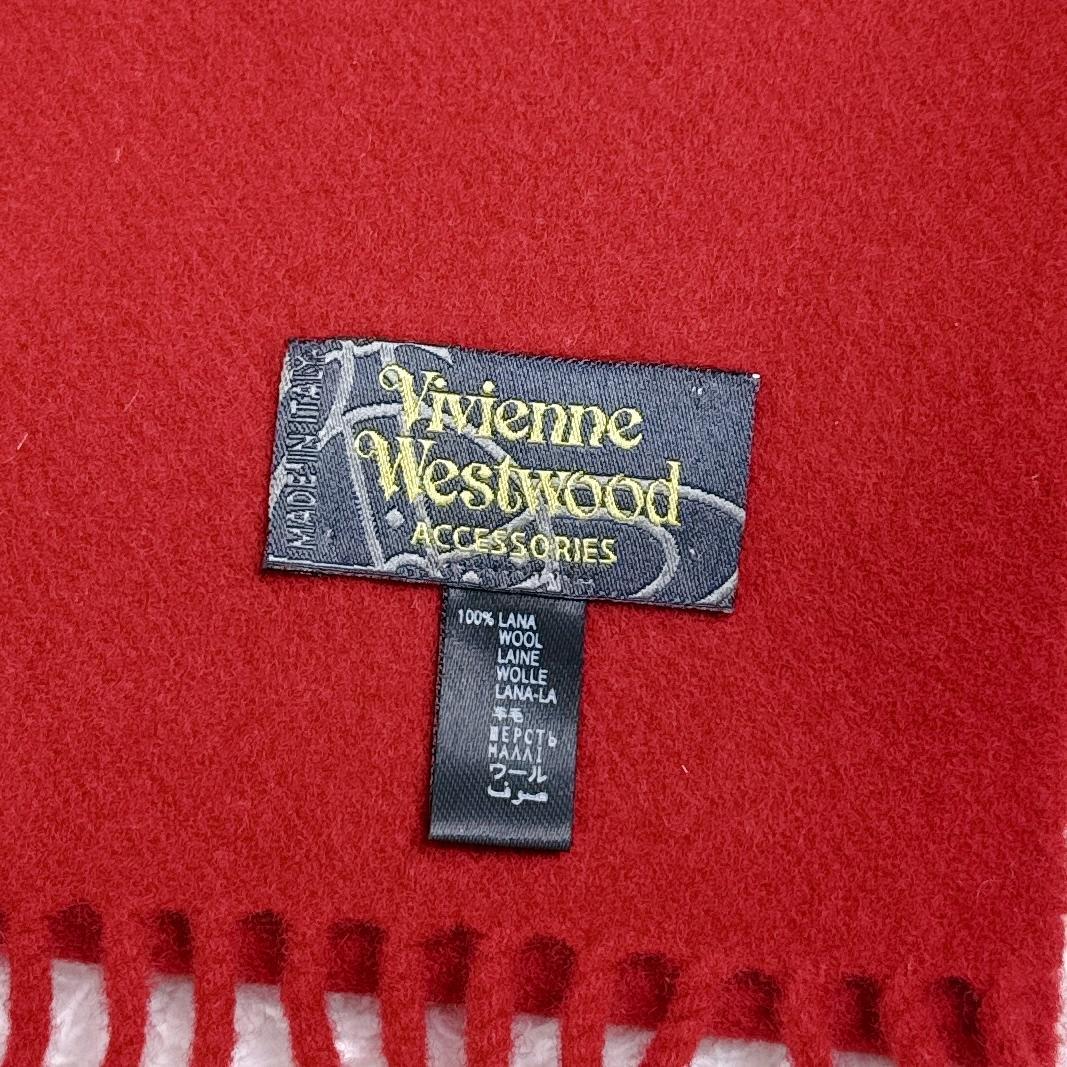 MADE IN ITALY
Vivienne
Westwood
ACCESSORIES
100% LANA
WOOL
LAINE
WOLLE
LANA-LA
羊毛
ШЕРСТЬ
ΜΑΛΛΙ
ウール
صوف